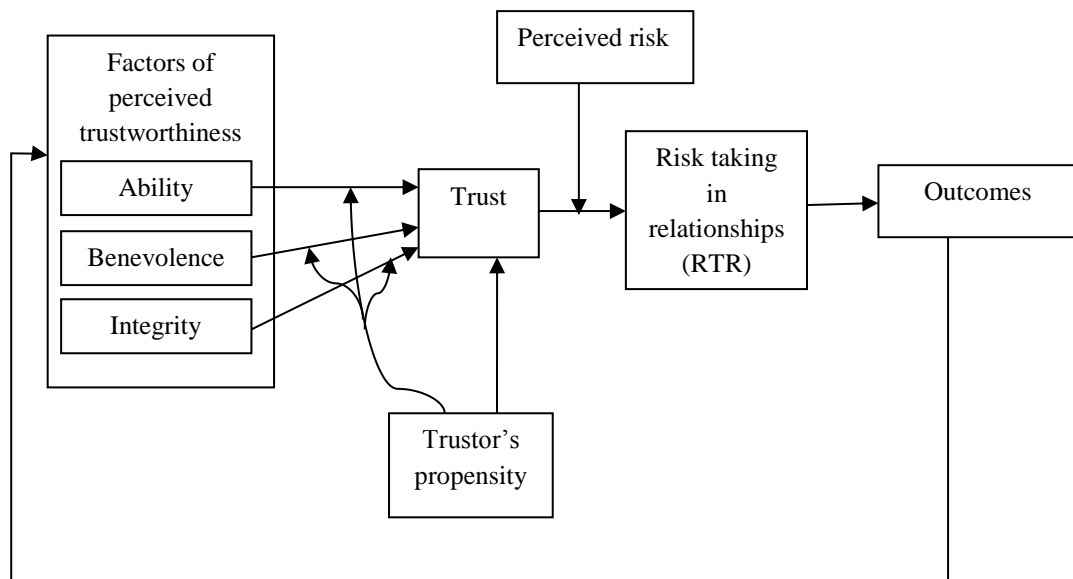 Factors of
perceived
trustworthiness
Ability
Benevolence
Integrity
Trust
Trustor’s
propensity
Perceived risk
Risk taking
in
relationships
(RTR)
Outcomes